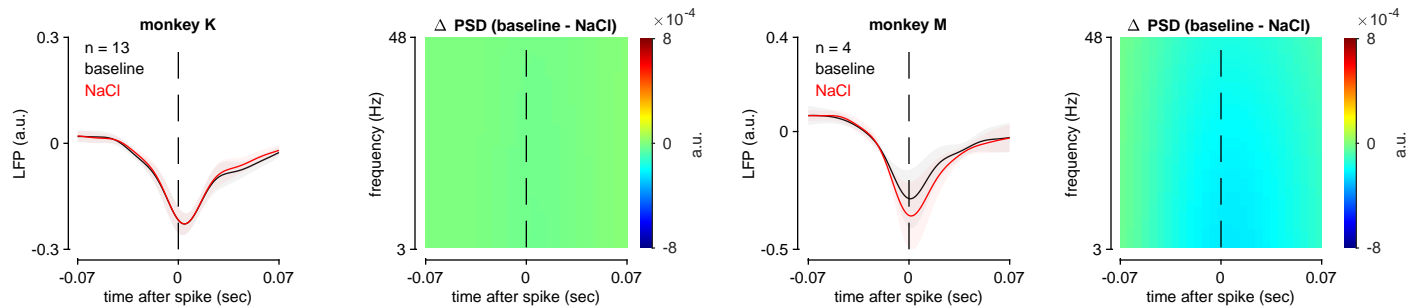 monkey K
0.3
n = 13
baseline
NaCl
LFP (a.u.)
0
-0.3
-0.07
0
0.07
time after spike (sec)
Δ PSD (baseline - NaCl)
48
frequency (Hz)
3
-0.07
0
0.07
time after spike (sec)
×10-4
8
0
-8
a.u.
monkey M
0.4
n = 4
baseline
NaCl
LFP (a.u.)
0
-0.5
-0.07
0
0.07
time after spike (sec)
Δ PSD (baseline - NaCl)
48
frequency (Hz)
3
-0.07
0
0.07
time after spike (sec)
×10-4
8
0
-8
a.u.